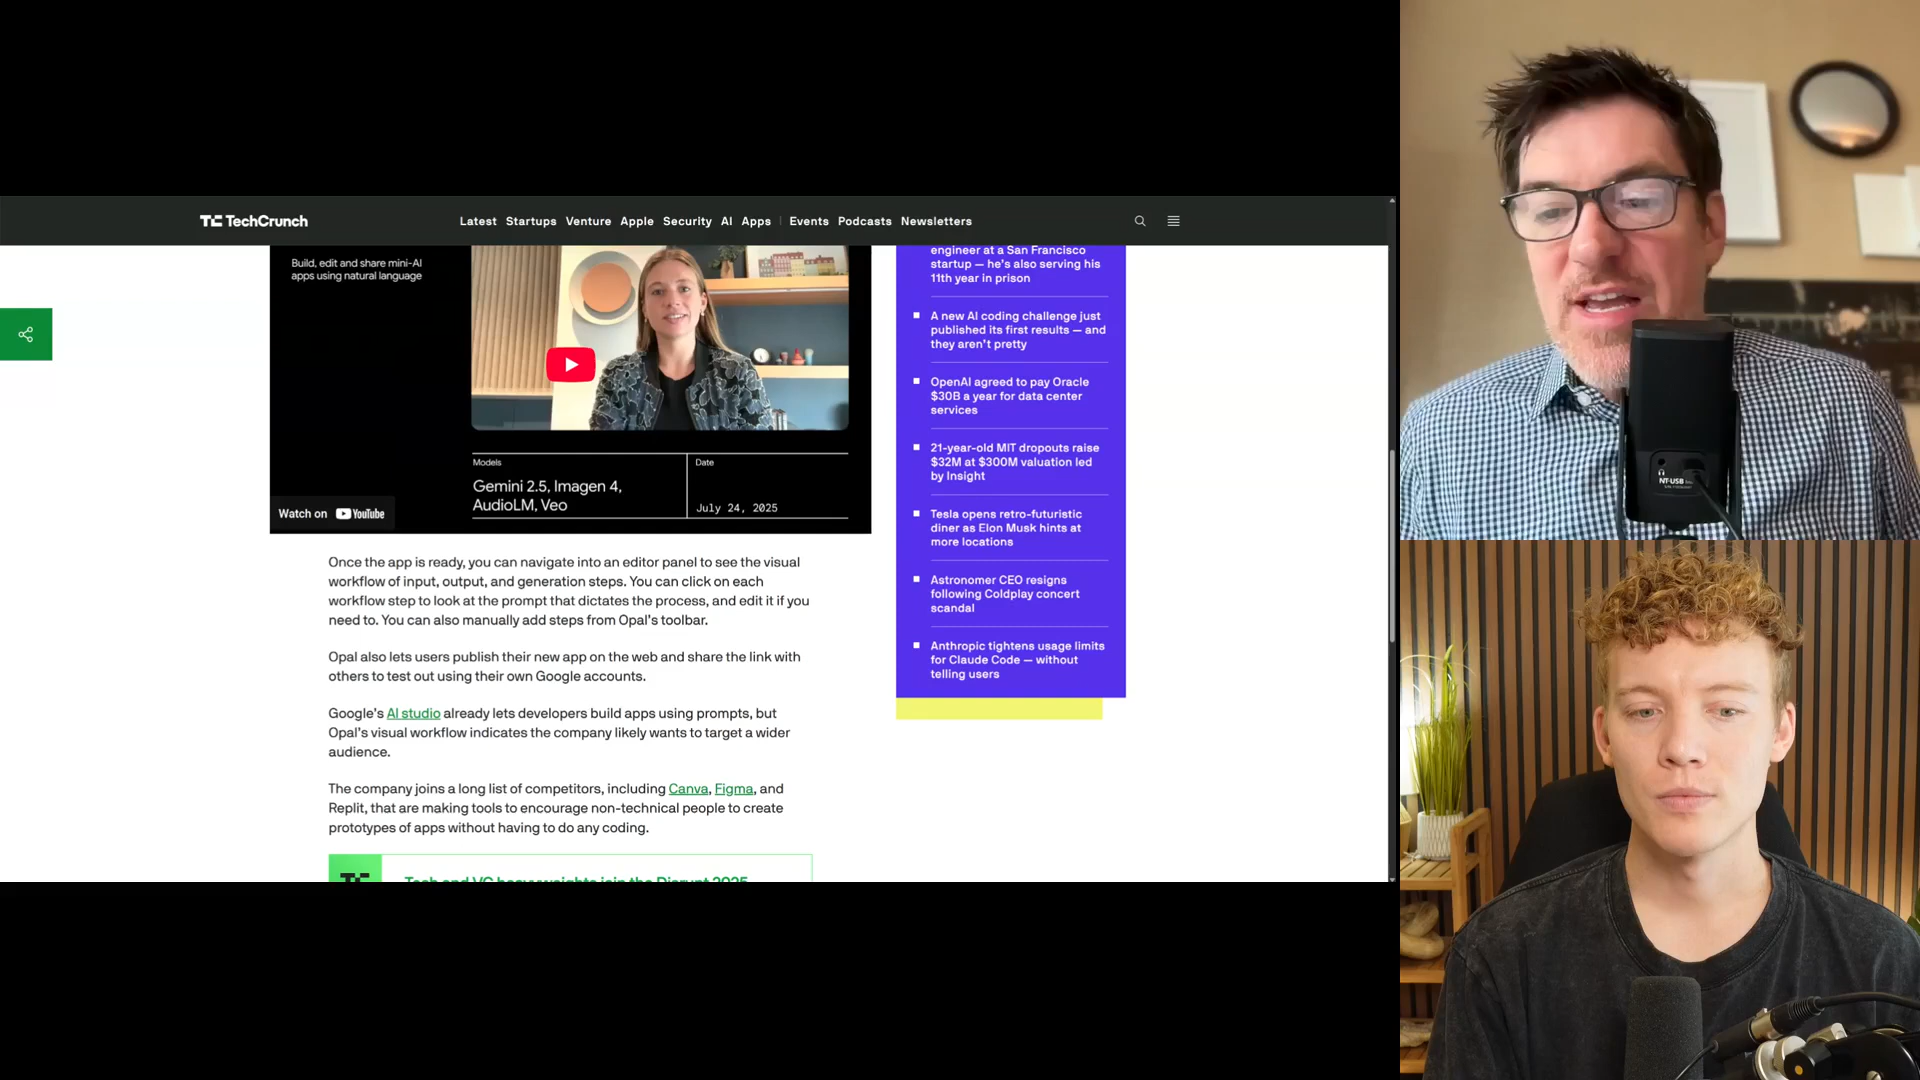 TechCrunch
Latest Startups Venture Apple Security AI Apps Events Podcasts Newsletters
Build, edit and share mini-AI
apps using natural language
Models
Gemini 2.5, Imagen 4,
AudioLM, Veo
Date
July 24, 2025
Watch on YouTube
Once the app is ready, you can navigate into an editor panel to see the visual
workflow of input, output, and generation steps. You can click on each
workflow step to look at the prompt that dictates the process, and edit it if you
need to. You can also manually add steps from Opal's toolbar.
Opal also lets users publish their new app on the web and share the link with
others to test out using their own Google accounts.
Google's AI studio already lets developers build apps using prompts, but
Opal's visual workflow indicates the company likely wants to target a wider
audience.
The company joins a long list of competitors, including Canva, Figma, and
Replit, that are making tools to encourage non-technical people to create
prototypes of apps without having to do any coding.
Tech and VC heavyweights join the Disrupt 2025
engineer at a San Francisco
startup — he's also serving his
11th year in prison
A new AI coding challenge just
published its first results — and
they aren't pretty
OpenAI agreed to pay Oracle
$30B a year for data center
services
21-year-old MIT dropouts raise
$32M at $300M valuation led
by Insight
Tesla opens retro-futuristic
diner as Elon Musk hints at
more locations
Astronomer CEO resigns
following Coldplay concert
scandal
Anthropic tightens usage limits
for Claude Code — without
telling users
NT-USB